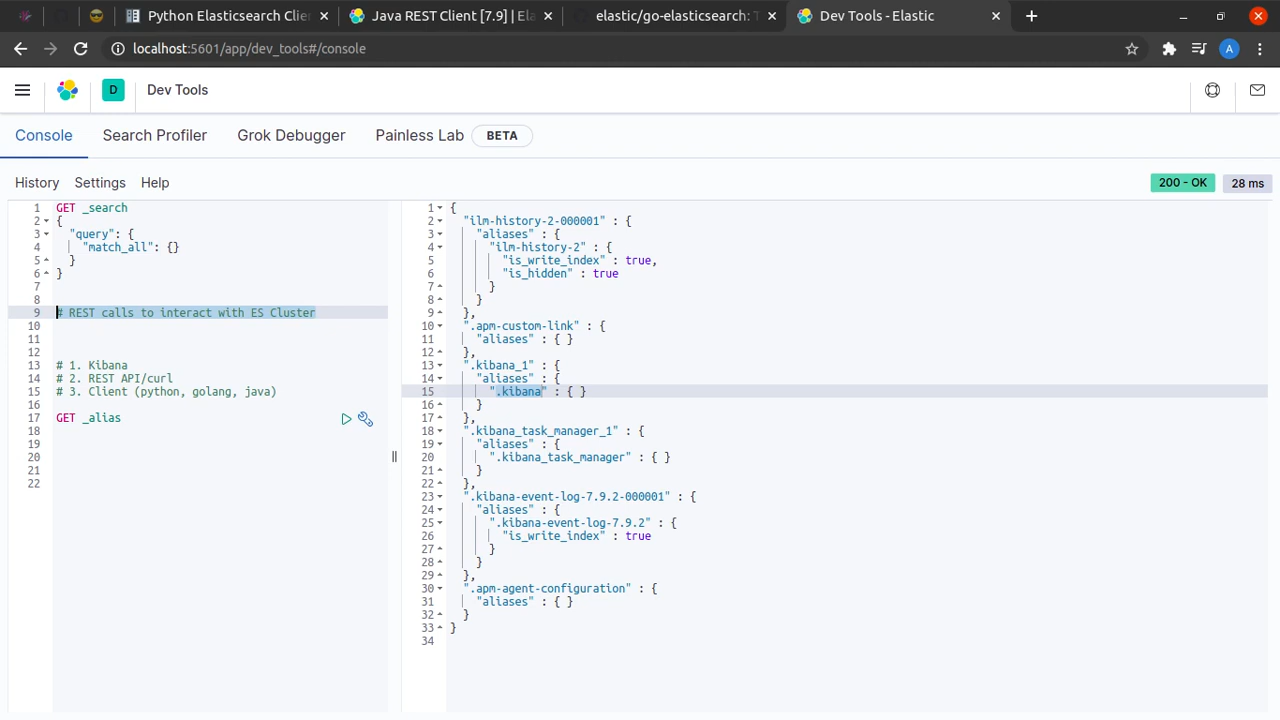 Python Elasticsearch Clie
Java REST Client [7.9] | El
elastic/go-elasticsearch: T
Dev Tools - Elastic
localhost:5601/app/dev_tools#/console
A
D
Dev Tools
Console
Search Profiler
Grok Debugger
Painless Lab
BETA
History
Settings
Help
200 - OK
28 ms
1 GET _search
2 {
3 "query": {
4 "match_all": {}
5 }
6 }
7
8
9 # REST calls to interact with ES Cluster
10
11
12
13 # 1. Kibana
14 # 2. REST API/curl
15 # 3. Client (python, golang, java)
16
17 GET _alias
18
19
20
21
22
1 {
2 "ilm-history-2-000001" : {
3 "aliases" : {
4 "ilm-history-2" : {
5 "is_write_index" : true,
6 "is_hidden" : true
7 }
8 }
9 },
10 ".apm-custom-link" : {
11 "aliases" : { }
12 },
13 ".kibana_1" : {
14 "aliases" : {
15 ".kibana" : { }
16 }
17 },
18 ".kibana_task_manager_1" : {
19 "aliases" : {
20 ".kibana_task_manager" : { }
21 }
22 },
23 ".kibana-event-log-7.9.2-000001" : {
24 "aliases" : {
25 ".kibana-event-log-7.9.2" : {
26 "is_write_index" : true
27 }
28 }
29 },
30 ".apm-agent-configuration" : {
31 "aliases" : { }
32 }
33 }
34